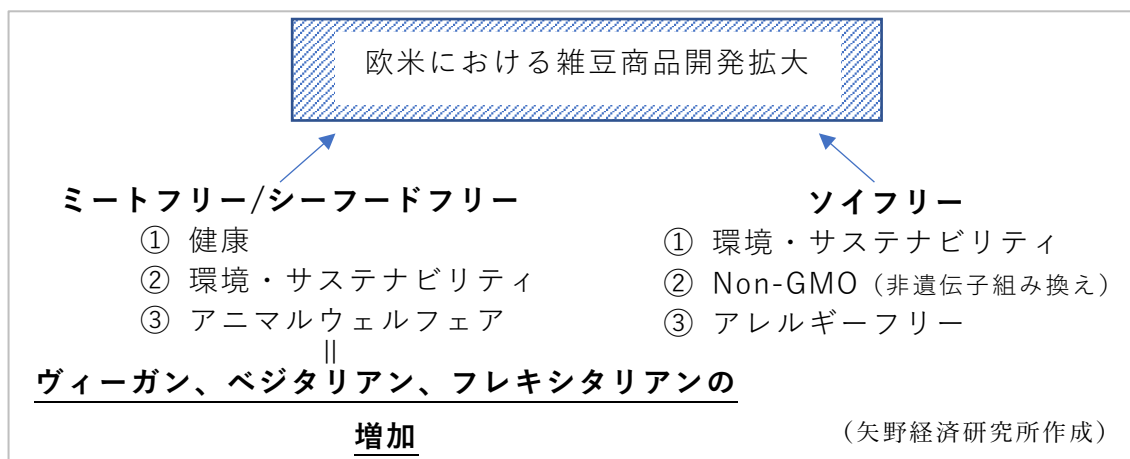 欧米における雑豆商品開発拡大
ミートフリー/シーフードフリー
① 健康
② 環境・サステナビリティ
③ アニマルウェルフェア
||
ヴィーガン、ベジタリアン、フレキシタリアンの
増加
ソイフリー
① 環境・サステナビリティ
② Non-GMO（非遺伝子組み換え）
③ アレルギーフリー
（矢野経済研究所作成）